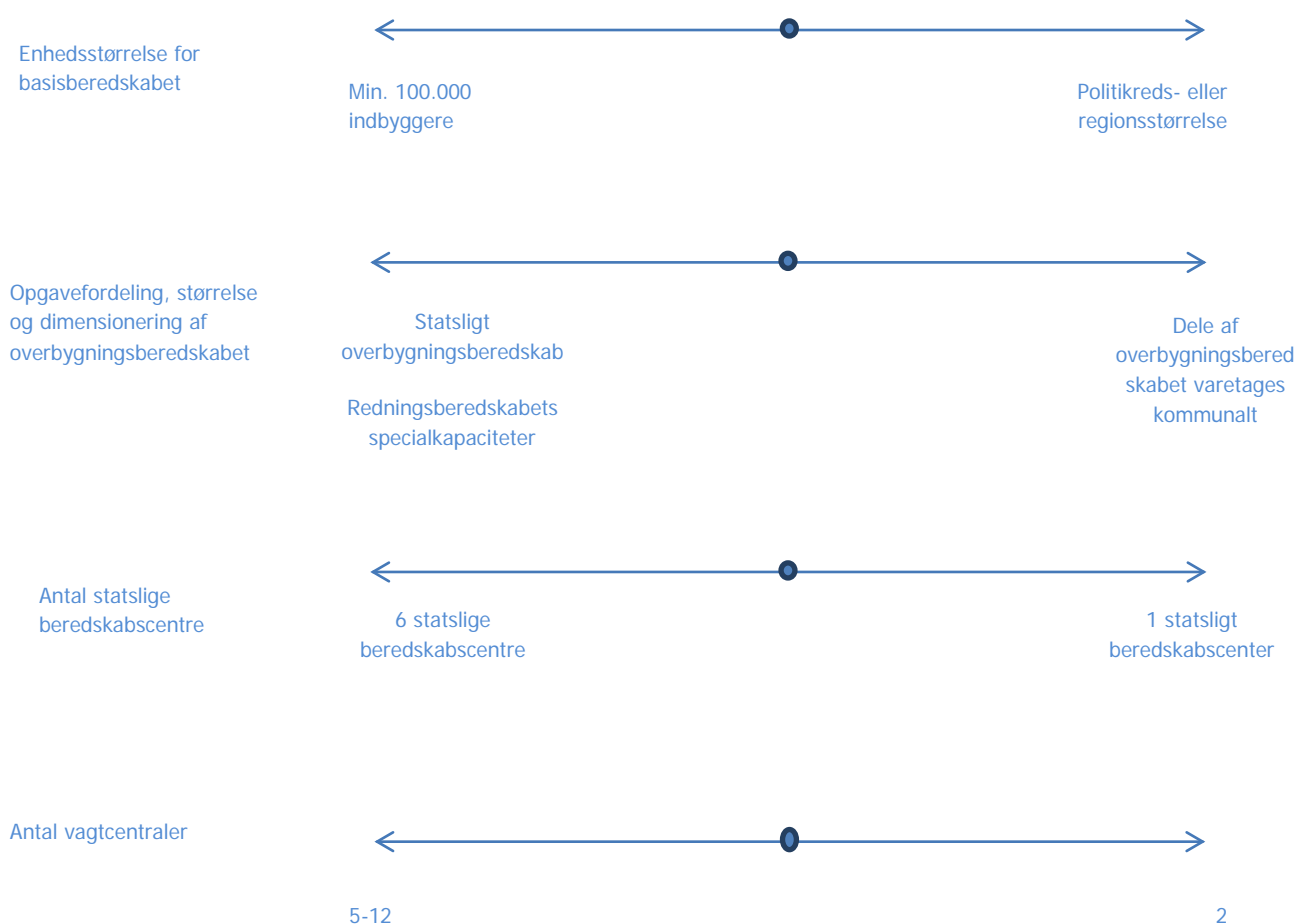 Enhedsstørrelse for
basisberedskabet
Min. 100.000
indbyggere
Politikreds- eller
regionsstørrelse
Opgavefordeling, størrelse
og dimensionering af
overbygningsberedskabet
Statsligt
overbygningsberedskab
Redningsberedskabets
specialkapaciteter
Dele af
overbygningsbered
skabet varetages
kommunalt
Antal statslige
beredskabscentre
6 statslige
beredskabscentre
1 statsligt
beredskabscenter
Antal vagtcentraler
5-12
2